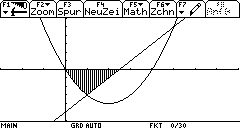 F1 F2 F3 F4 F5 F6 F7
Zoom Spur NeuZei Math Zchn
MAIN GRD AUTO FKT 0/30